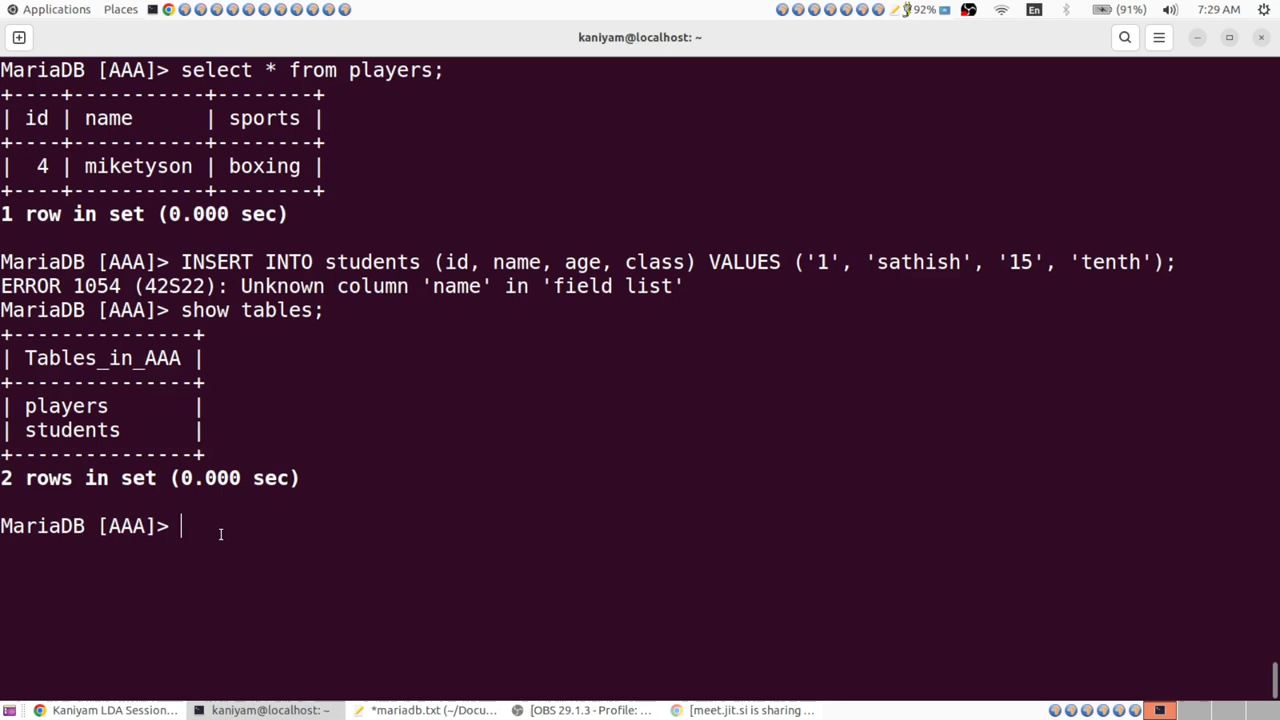 Applications Places 92% En (91%) 7:29 AM
kaniyam@localhost: ~
MariaDB [AAA]> select * from players;
+----+-----------+--------+
| id | name      | sports |
+----+-----------+--------+
|  4 | miketyson | boxing |
+----+-----------+--------+
1 row in set (0.000 sec)
MariaDB [AAA]> INSERT INTO students (id, name, age, class) VALUES ('1', 'sathish', '15', 'tenth');
ERROR 1054 (42S22): Unknown column 'name' in 'field list'
MariaDB [AAA]> show tables;
+---------------+
| Tables_in_AAA |
+---------------+
| players       |
| students      |
+---------------+
2 rows in set (0.000 sec)
MariaDB [AAA]>
Kaniyam LDA Session... kaniyam@localhost: ~ *mariadb.txt (~/Docu... [OBS 29.1.3 - Profile: ... [meet.jit.si is sharing ...